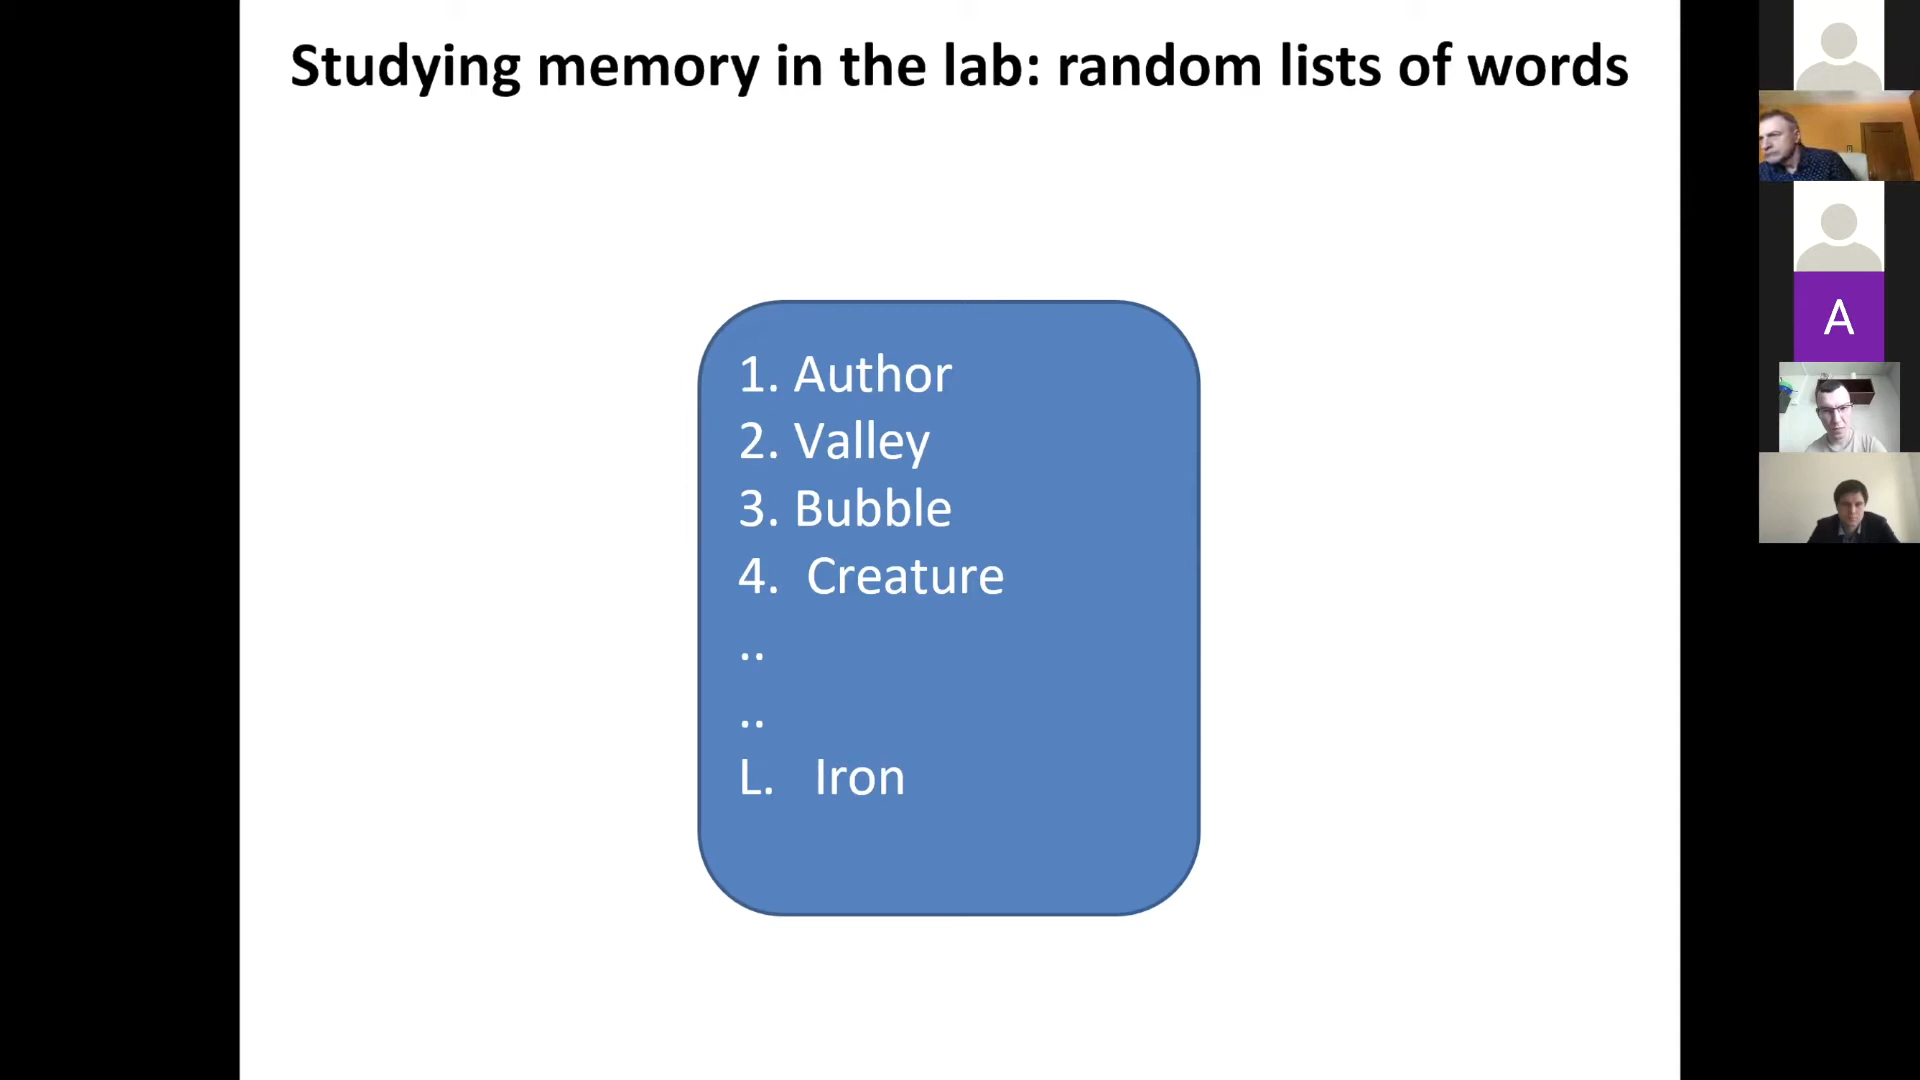 Studying memory in the lab: random lists of words
1. Author
2. Valley
3. Bubble
4. Creature
..
..
L. Iron
A